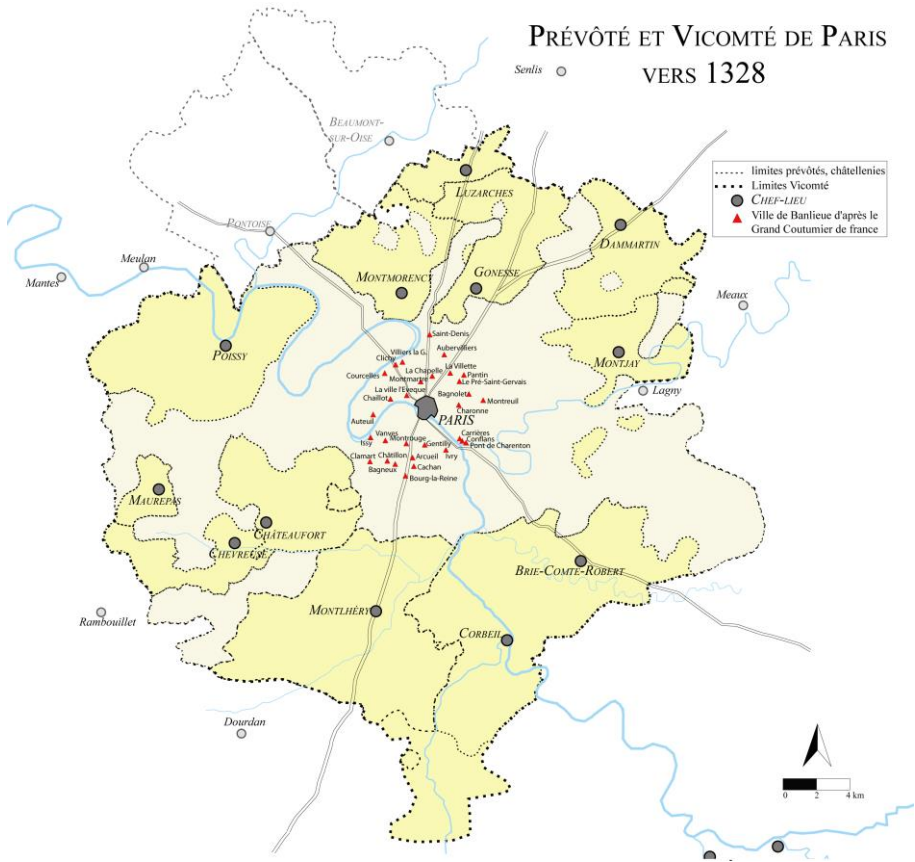 PRÉVÔTÉ ET VICOMTÉ DE PARIS
VERS 1328
Senlis
BEAUMONT-
SUR-OISE
limites prévôtés, châtellenies
Limites Vicomté
CHEF-LIEU
Ville de Banlieue d'après le
Grand Coutumier de france
LUZARCHES
PONTOISE
DAMMARTIN
Meulan
Mantes
MONTMORENCY
GONESSE
Meaux
Saint-Denis
POISSY
Aubervilliers
Villiers la G.
Clichy
MONTJAY
La Villette
La Chapelle
Courcelles
Montmartre
Pantin
Le Pré-Saint-Gervais
Lagny
La ville l'Eveque
Bagnolet
Chaillot
Montreuil
Charonne
PARIS
Auteuil
Vanves
Carrières
Issy
Montrouge
Conflans
Gentilly
Pont de Charenton
Ivry
Clamart
Châtillon
Arcueil
Bagneux
Cachan
Bourg-la-Reine
MAUREPAS
CHÂTEAUFORT
CHEVREUSE
BRIE-COMTE-ROBERT
Rambouillet
MONTLHÉRY
CORBEIL
Dourdan
0 2 4 km